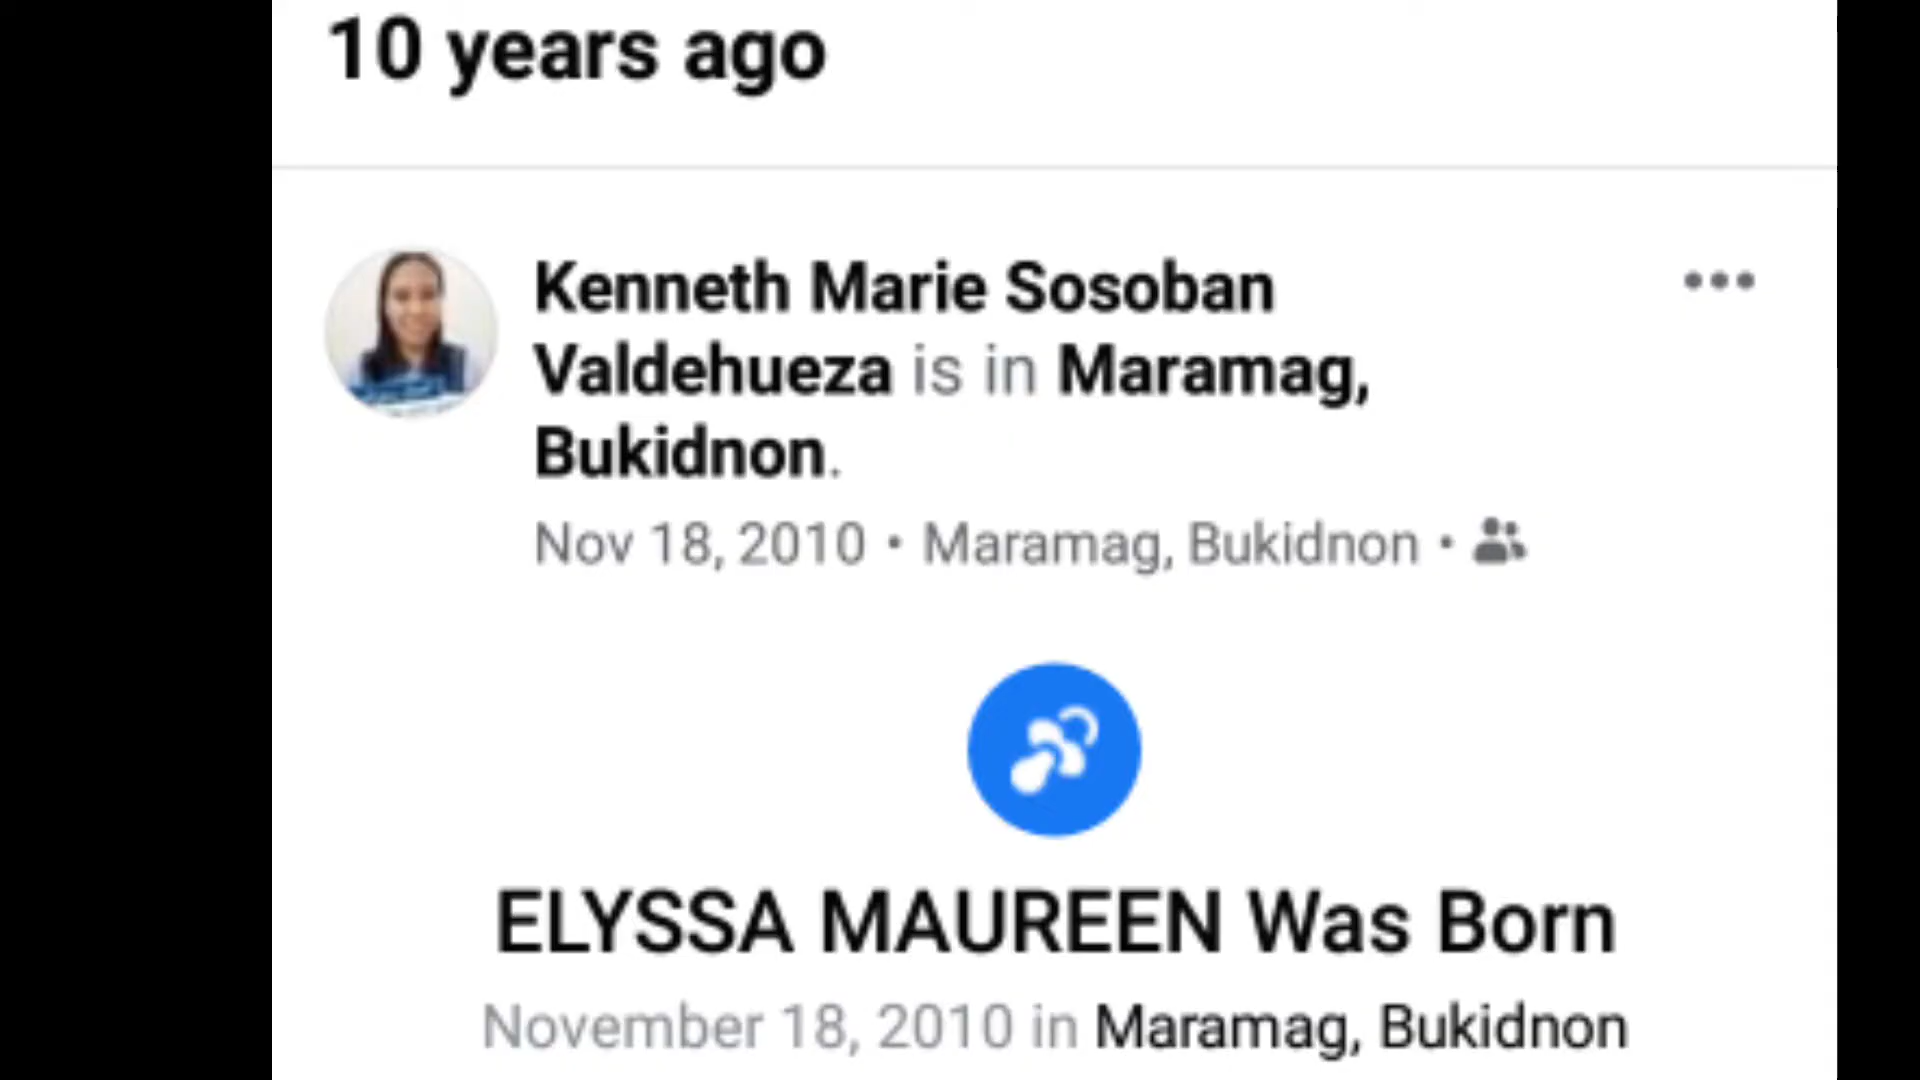 10 years ago
Kenneth Marie Sosoban
Valdehueza is in Maramag,
Bukidnon.
Nov 18, 2010 • Maramag, Bukidnon •
ELYSSA MAUREEN Was Born
November 18, 2010 in Maramag, Bukidnon